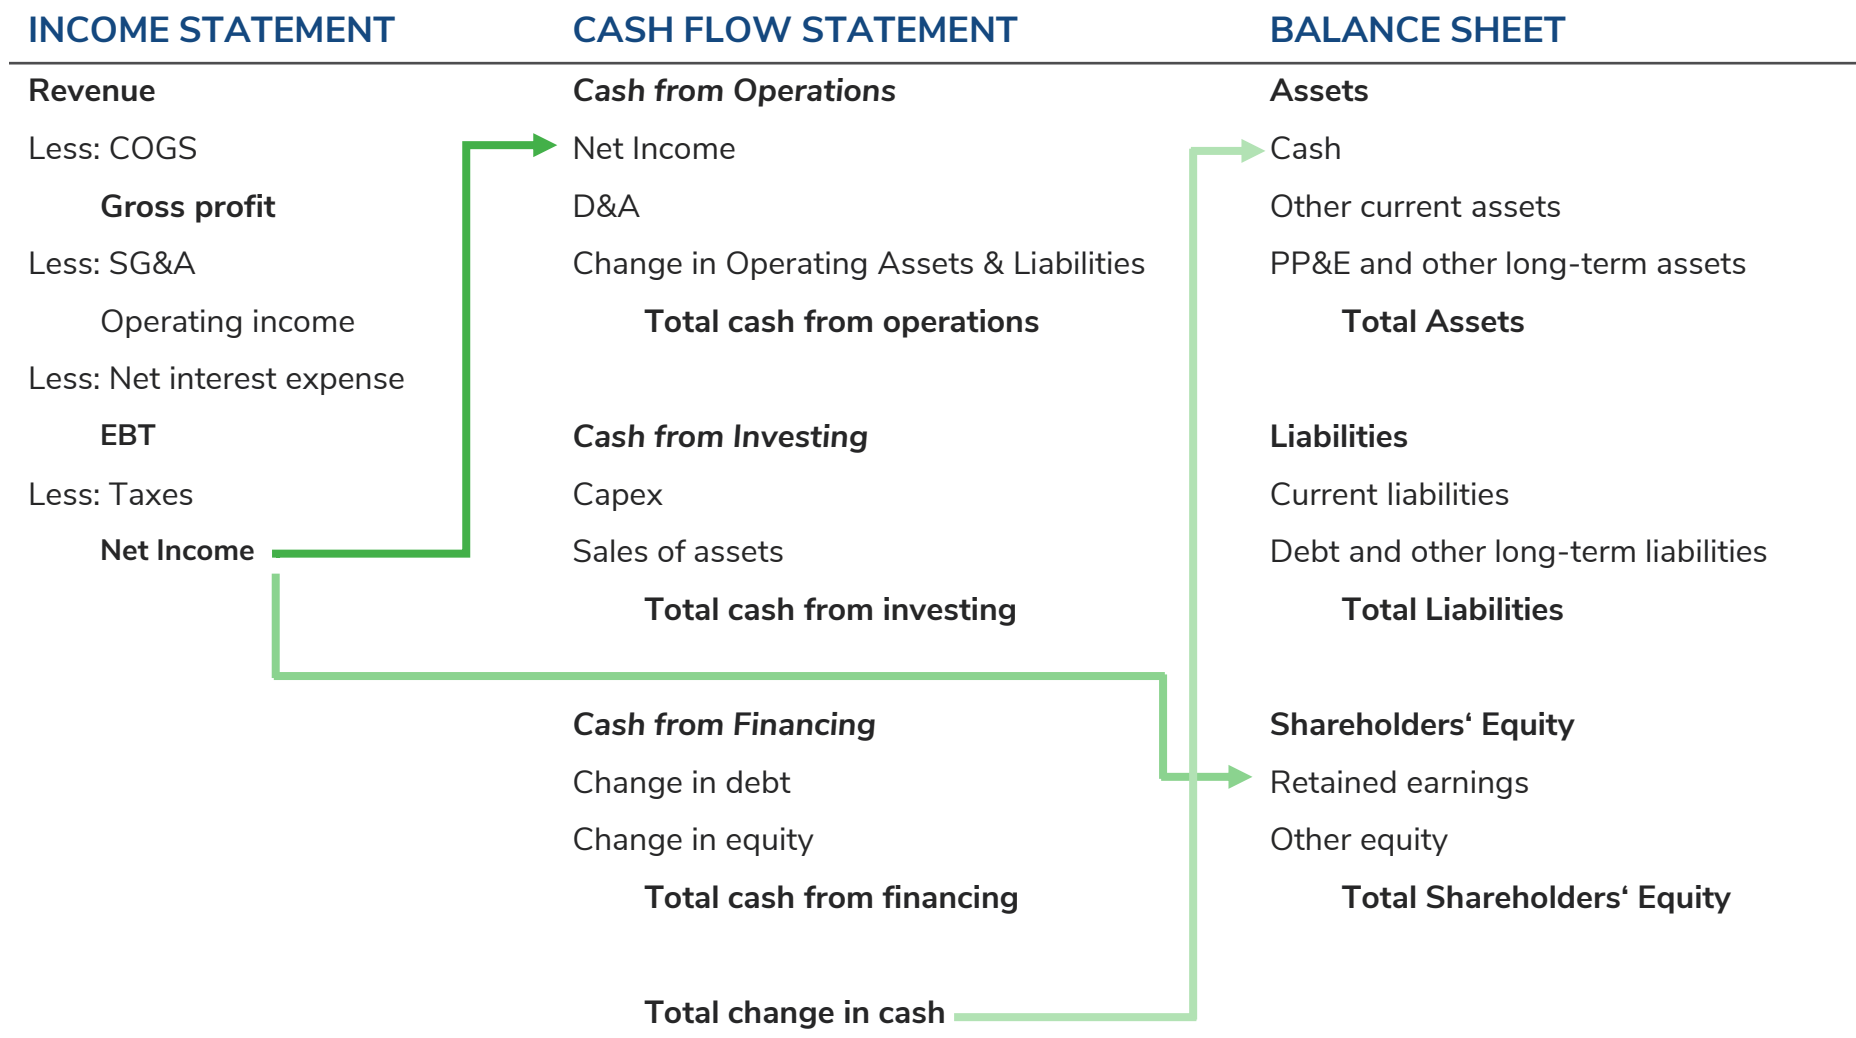 INCOME STATEMENT
Revenue
Less: COGS
Gross profit
Less: SG&A
Operating income
Less: Net interest expense
EBT
Less: Taxes
Net Income
CASH FLOW STATEMENT
Cash from Operations
Net Income
D&A
Change in Operating Assets & Liabilities
Total cash from operations
Cash from Investing
Capex
Sales of assets
Total cash from investing
Cash from Financing
Change in debt
Change in equity
Total cash from financing
Total change in cash
BALANCE SHEET
Assets
Cash
Other current assets
PP&E and other long-term assets
Total Assets
Liabilities
Current liabilities
Debt and other long-term liabilities
Total Liabilities
Shareholders‘ Equity
Retained earnings
Other equity
Total Shareholders‘ Equity